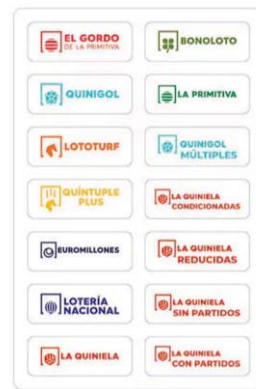 EL GORDO
DE LA PRIMITIVA
BONOLOTO
QUINIGOL
LA PRIMITIVA
LOTOTURF
QUINIGOL
MÚLTIPLES
QUÍNTUPLE
PLUS
LA QUINIELA
CONDICIONADAS
EUROMILLONES
LA QUINIELA
REDUCIDAS
LOTERÍA
NACIONAL
LA QUINIELA
SIN PARTIDOS
LA QUINIELA
LA QUINIELA
CON PARTIDOS